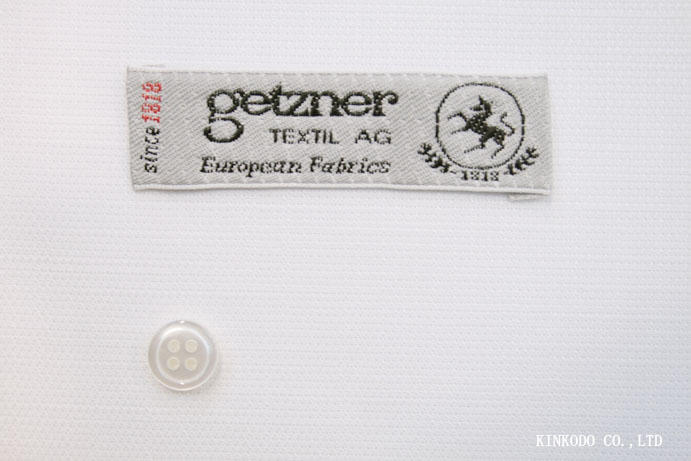 since 1818
getzner
TEXTIL AG
European Fabrics
1818
KINKODO CO.,LTD